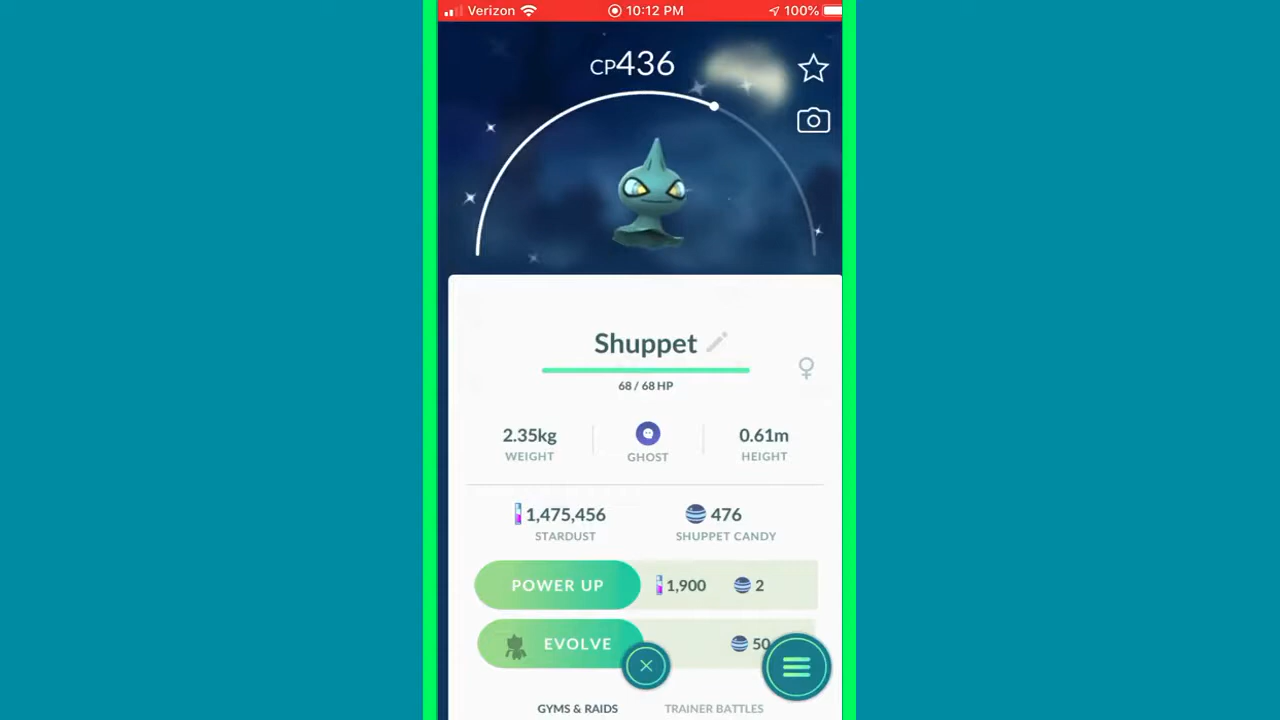 Verizon 10:12 PM 100%
CP436
Shuppet
68 / 68 HP
2.35kg 0.61m
WEIGHT GHOST HEIGHT
1,475,456 476
STARDUST SHUPPET CANDY
POWER UP 1,900 2
EVOLVE 50
GYMS & RAIDS TRAINER BATTLES